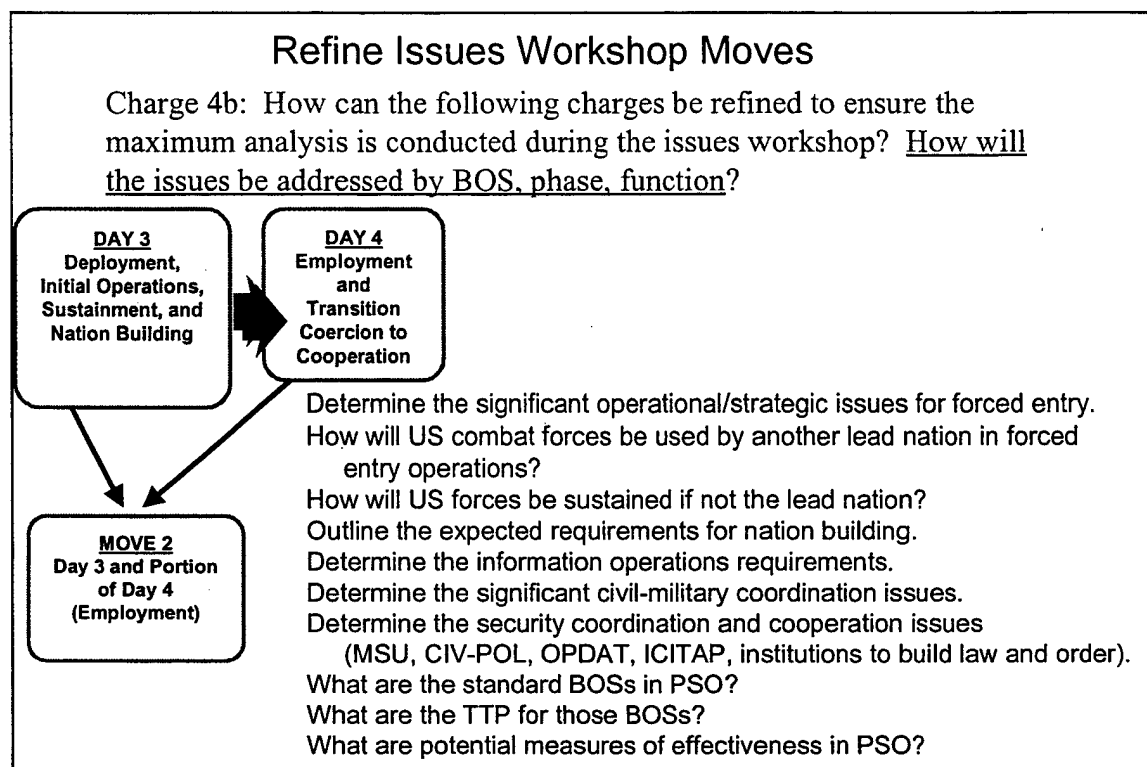 Refine Issues Workshop Moves
Charge 4b: How can the following charges be refined to ensure the
maximum analysis is conducted during the issues workshop? How will
the issues be addressed by BOS, phase, function?
DAY 3
Deployment,
Initial Operations,
Sustainment, and
Nation Building
DAY 4
Employment
and
Transition
Coercion to
Cooperation
MOVE 2
Day 3 and Portion
of Day 4
(Employment)
Determine the significant operational/strategic issues for forced entry.
How will US combat forces be used by another lead nation in forced
entry operations?
How will US forces be sustained if not the lead nation?
Outline the expected requirements for nation building.
Determine the information operations requirements.
Determine the significant civil-military coordination issues.
Determine the security coordination and cooperation issues
(MSU, CIV-POL, OPDAT, ICITAP, institutions to build law and order).
What are the standard BOSs in PSO?
What are the TTP for those BOSs?
What are potential measures of effectiveness in PSO?